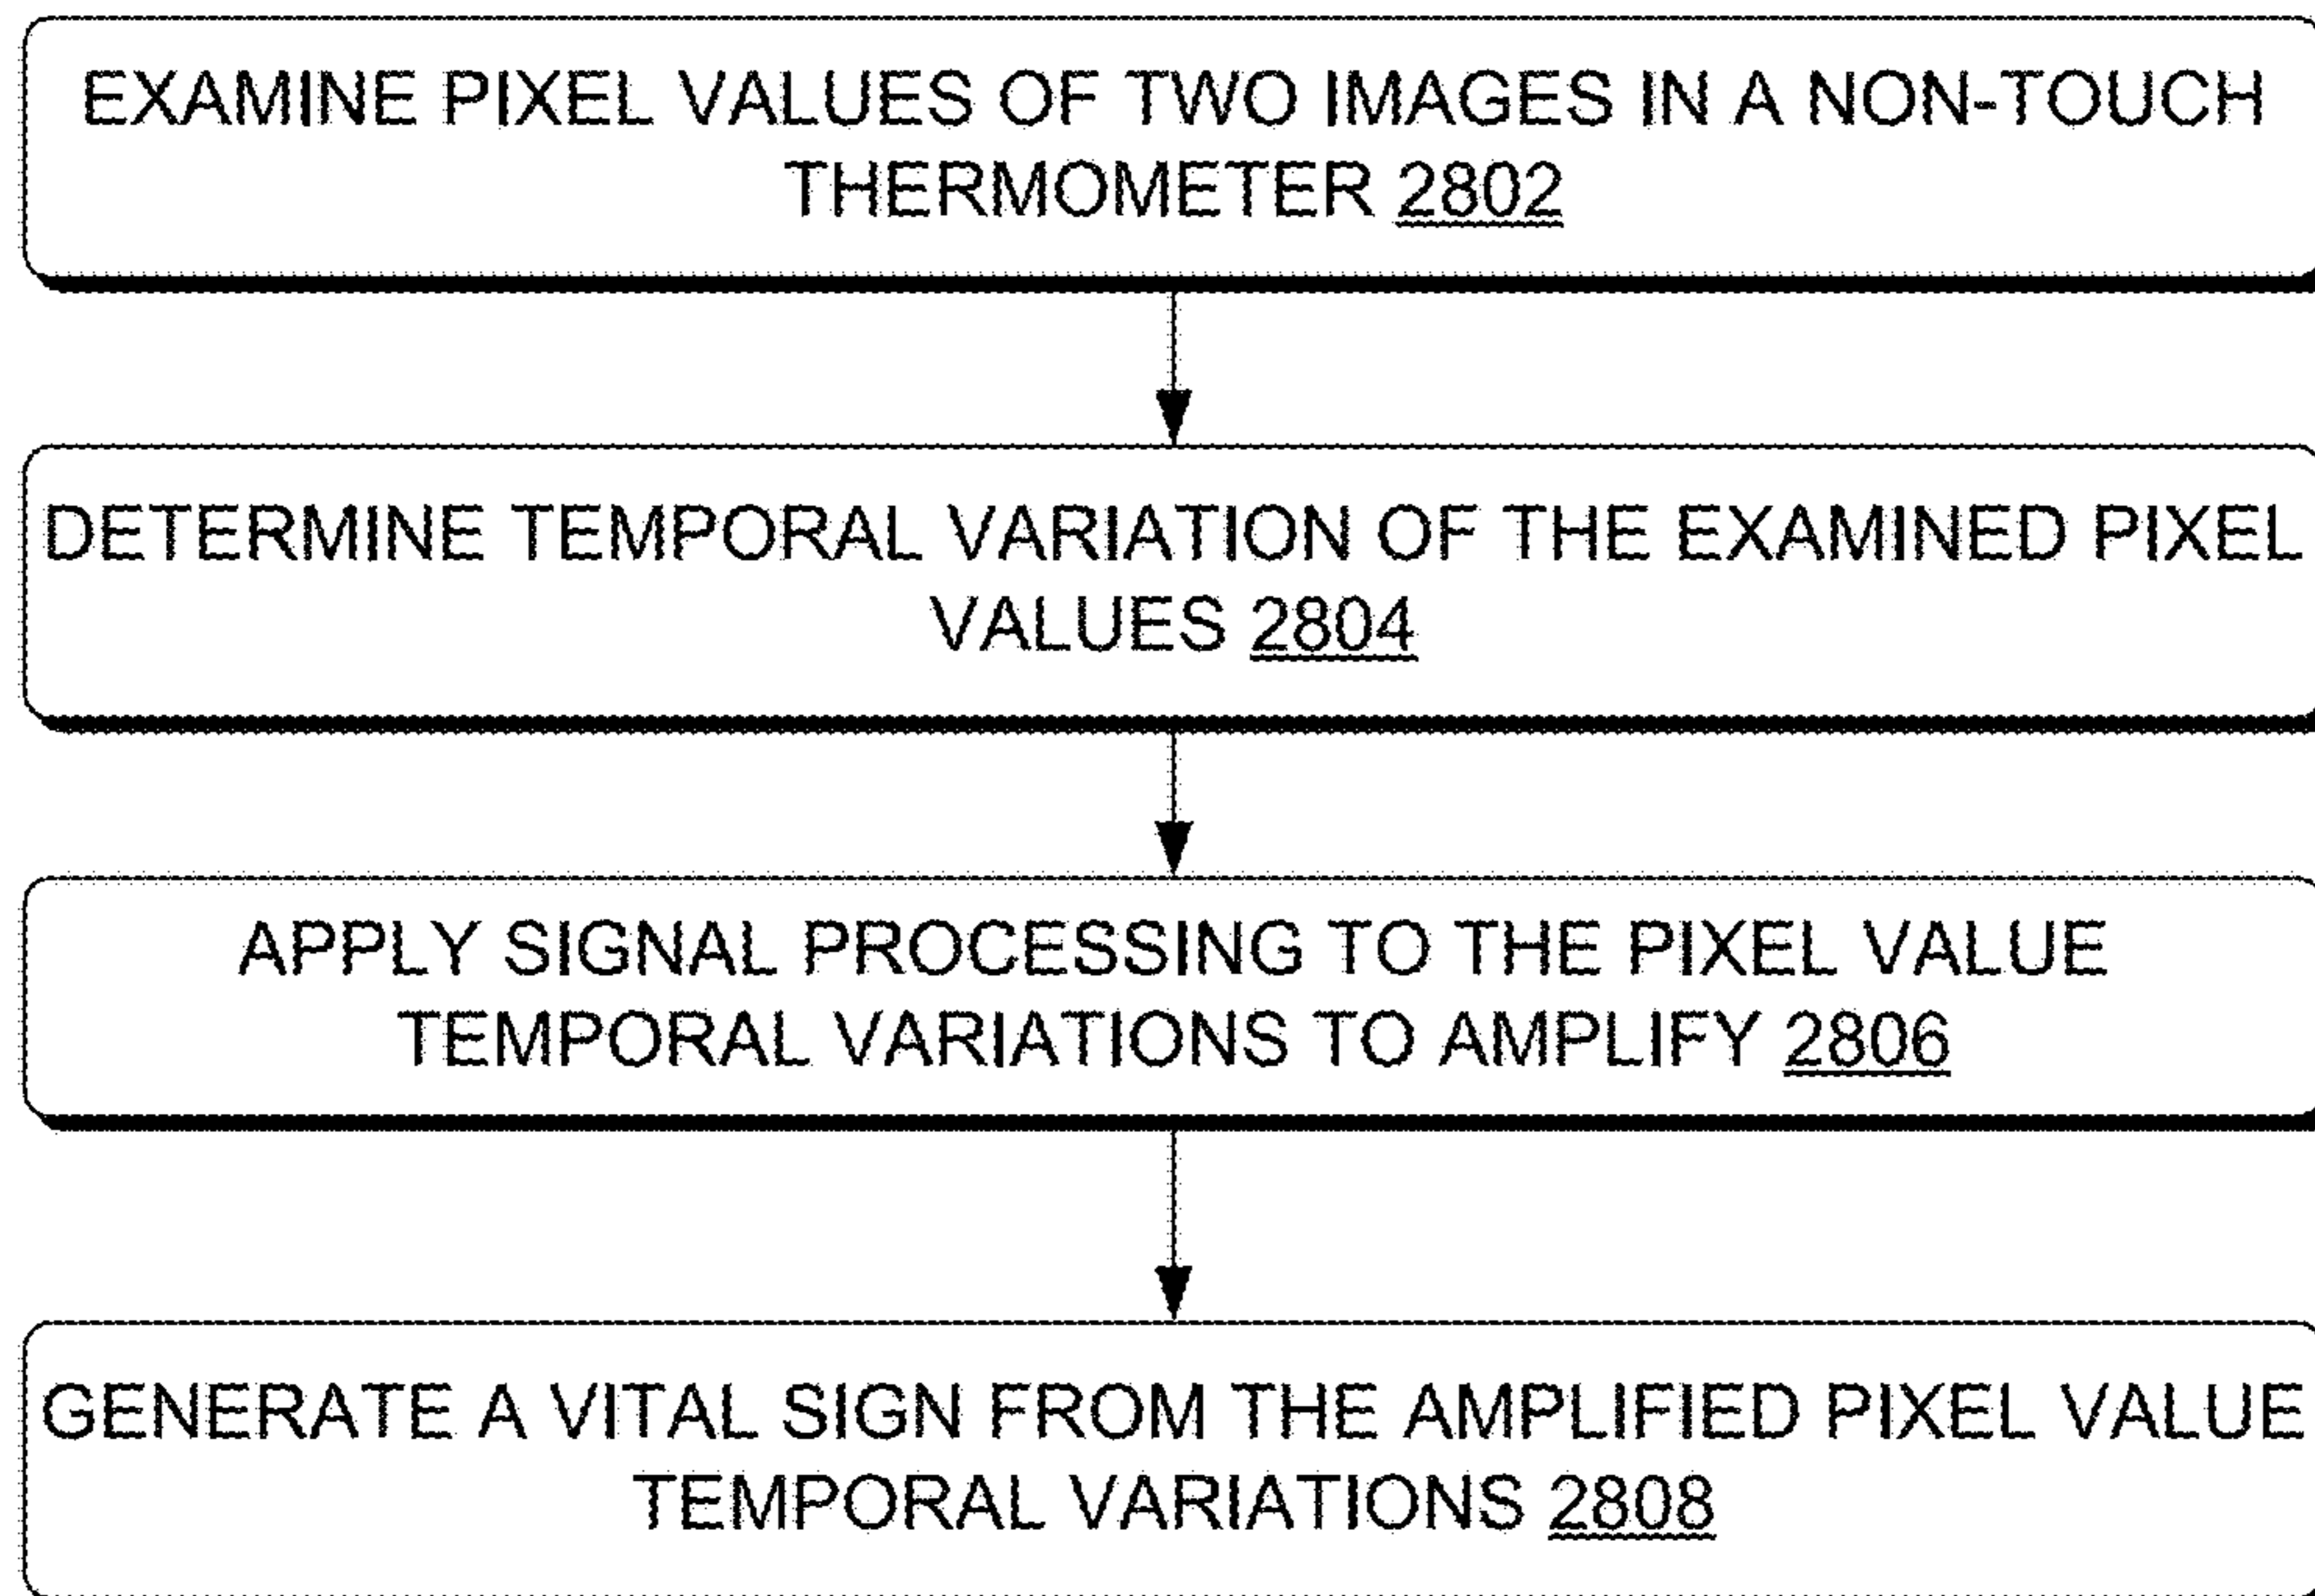 EXAMINE PIXEL VALUES OF TWO IMAGES IN A NON-TOUCH
THERMOMETER 2802
DETERMINE TEMPORAL VARIATION OF THE EXAMINED PIXEL
VALUES 2804
APPLY SIGNAL PROCESSING TO THE PIXEL VALUE
TEMPORAL VARIATIONS TO AMPLIFY 2806
GENERATE A VITAL SIGN FROM THE AMPLIFIED PIXEL VALUE
TEMPORAL VARIATIONS 2808